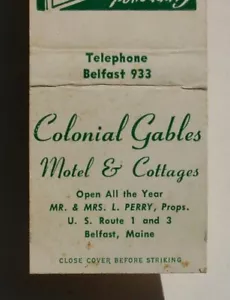 Telephone
Belfast 933
Colonial Gables
Motel & Cottages
Open All the Year
MR. & MRS. L. PERRY, Props.
U. S. Route 1 and 3
Belfast, Maine
CLOSE COVER BEFORE STRIKING